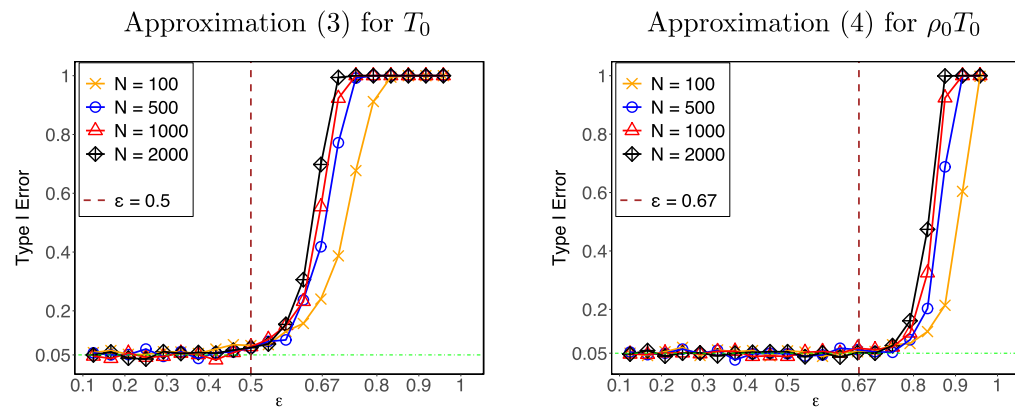 Approximation (3) for T₀
1
0.8
0.6
0.4
0.2
0.05
Type I Error
N = 100
N = 500
N = 1000
N = 2000
ε = 0.5
0.1 0.2 0.5 0.67 0.8 0.9 1
ε
Approximation (4) for ρ₀T₀
1
0.8
0.6
0.4
0.2
0.05
Type I Error
N = 100
N = 500
N = 1000
N = 2000
ε = 0.67
0.1 0.2 0.3 0.4 0.5 0.67 0.8 0.9 1
ε